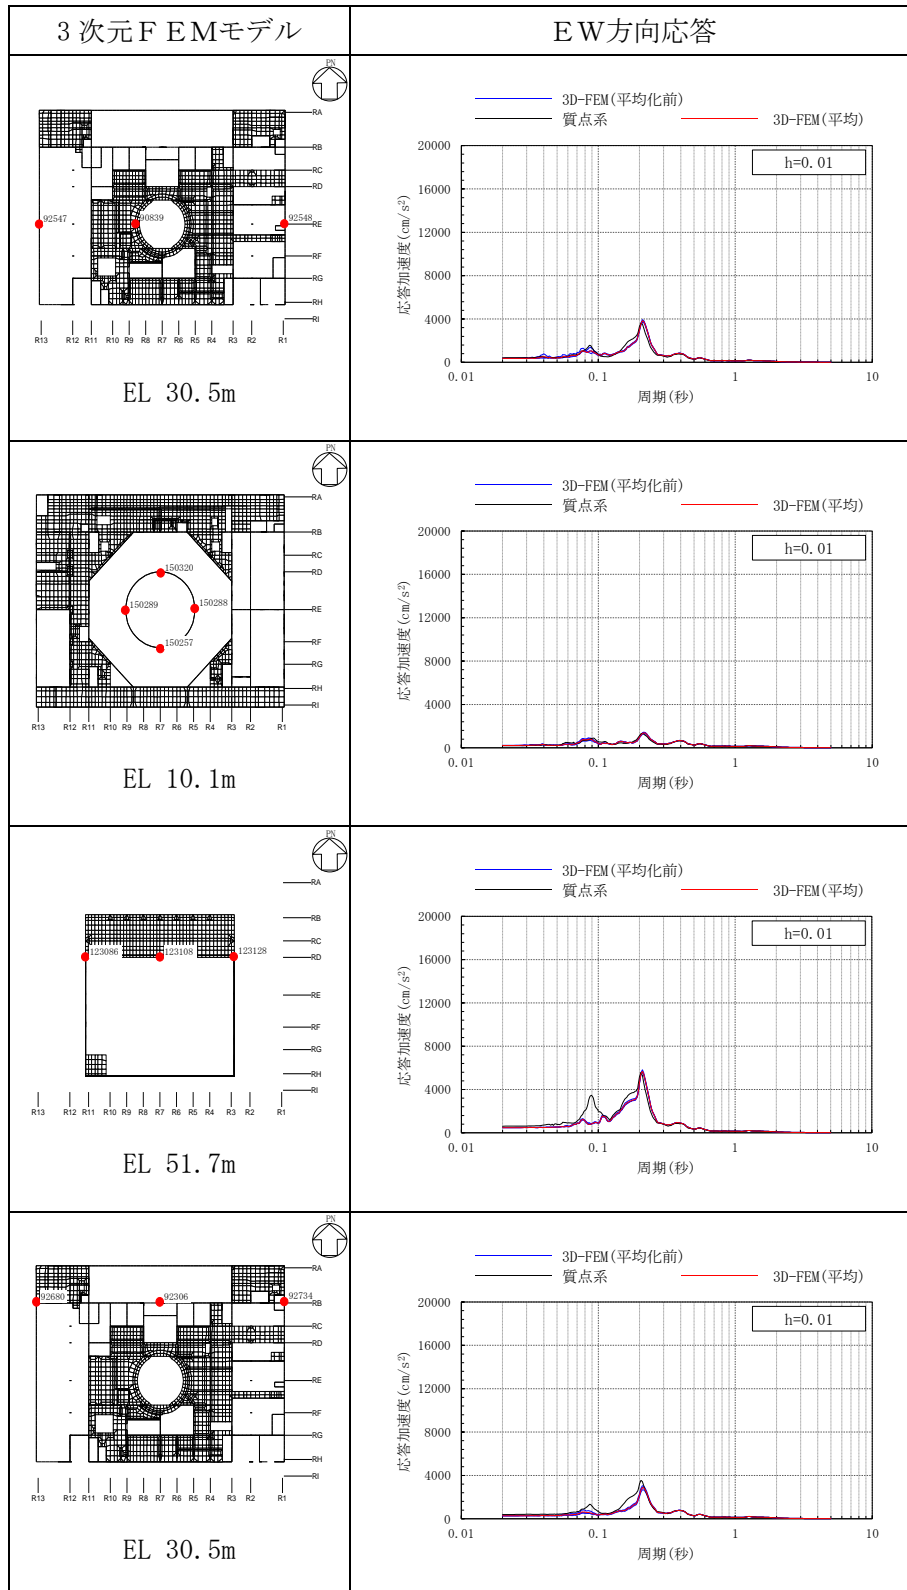 ３次元ＦＥＭモデル
ＥＷ方向応答
PN
RA
RB
RC
RD
RE
RF
RG
RH
RI
92547
90839
92548
R13 R12 R11 R10 R9 R8 R7 R6 R5 R4 R3 R2 R1
EL 30.5m
3D-FEM(平均化前)
質点系 3D-FEM(平均)
h=0.01
応答加速度(cm/s²)
20000
16000
12000
8000
4000
0
0.01 0.1 1 10
周期(秒)
PN
RA
RB
RC
RD
RE
RF
RG
RH
RI
150320
150289
150288
150257
R13 R12 R11 R10 R9 R8 R7 R6 R5 R4 R3 R2 R1
EL 10.1m
3D-FEM(平均化前)
質点系 3D-FEM(平均)
h=0.01
応答加速度(cm/s²)
20000
16000
12000
8000
4000
0
0.01 0.1 1 10
周期(秒)
PN
RA
RB
RC
RD
RE
RF
RG
RH
RI
123086
123108
123128
R13 R12 R11 R10 R9 R8 R7 R6 R5 R4 R3 R2 R1
EL 51.7m
3D-FEM(平均化前)
質点系 3D-FEM(平均)
h=0.01
応答加速度(cm/s²)
20000
16000
12000
8000
4000
0
0.01 0.1 1 10
周期(秒)
PN
RA
RB
RC
RD
RE
RF
RG
RH
RI
92680
92306
92734
R13 R12 R11 R10 R9 R8 R7 R6 R5 R4 R3 R2 R1
EL 30.5m
3D-FEM(平均化前)
質点系 3D-FEM(平均)
h=0.01
応答加速度(cm/s²)
20000
16000
12000
8000
4000
0
0.01 0.1 1 10
周期(秒)